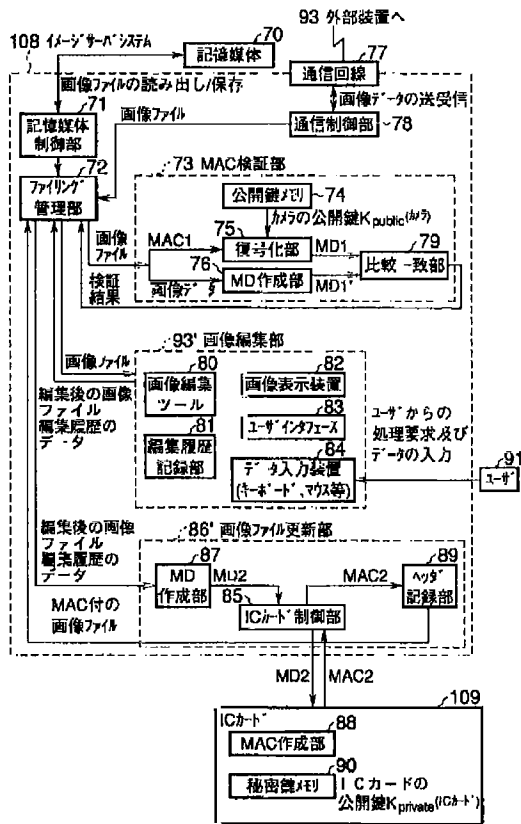 93 外部装置へ
108 イメージサーバシステム
70
記憶媒体
77
通信回線
画像ファイルの読み出し/保存
71
記憶媒体
制御部
画像データの送受信
画像ファイル
通信制御部
78
72
ファイリング
管理部
73 MAC検証部
公開鍵メモリ
74
カメラの公開鍵Kpublic(カメラ)
画像
ファイル
MAC1
75
復号化部
MD1
79
比較一致部
検証
結果
76
画像データ
MD作成部
MD1'
93' 画像編集部
画像ファイル
80
画像編集
ツール
82
画像表示装置
編集後の画像
ファイル
編集履歴の
データ
81
編集履歴
記録部
83
ユーザインタフェース
84
データ入力装置
(キーボード、マウス等)
ユーザからの
処理要求及び
データの入力
91
ユーザ
編集後の画像
ファイル
編集履歴の
データ
86' 画像ファイル更新部
87
MD
作成部
MD2
85
ICカード制御部
MAC2
89
ヘッダ
記録部
MAC付の
画像ファイル
MD2
MAC2
109
ICカード
88
MAC作成部
90
秘密鍵メモリ
ICカードの
公開鍵Kprivate(ICカード)